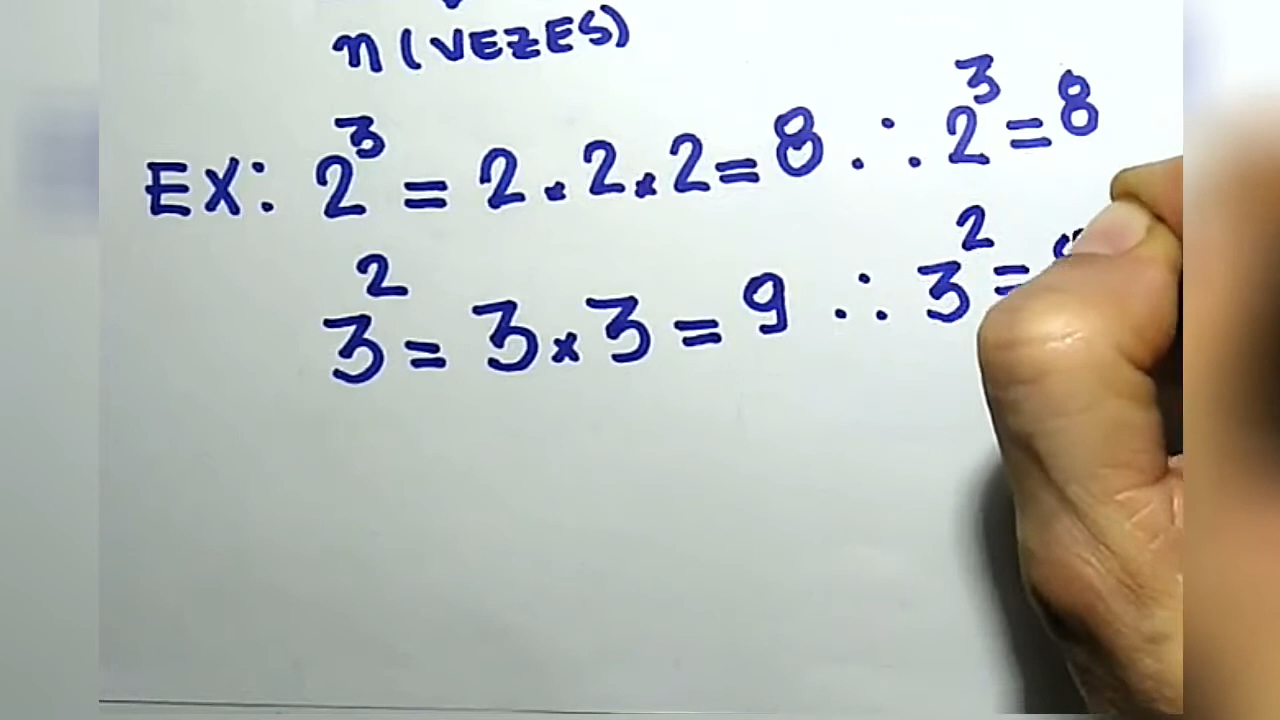 n (VEZES)
EX: 2³ = 2 . 2 . 2 = 8 ∴ 2³ = 8
3² = 3 x 3 = 9 ∴ 3² =